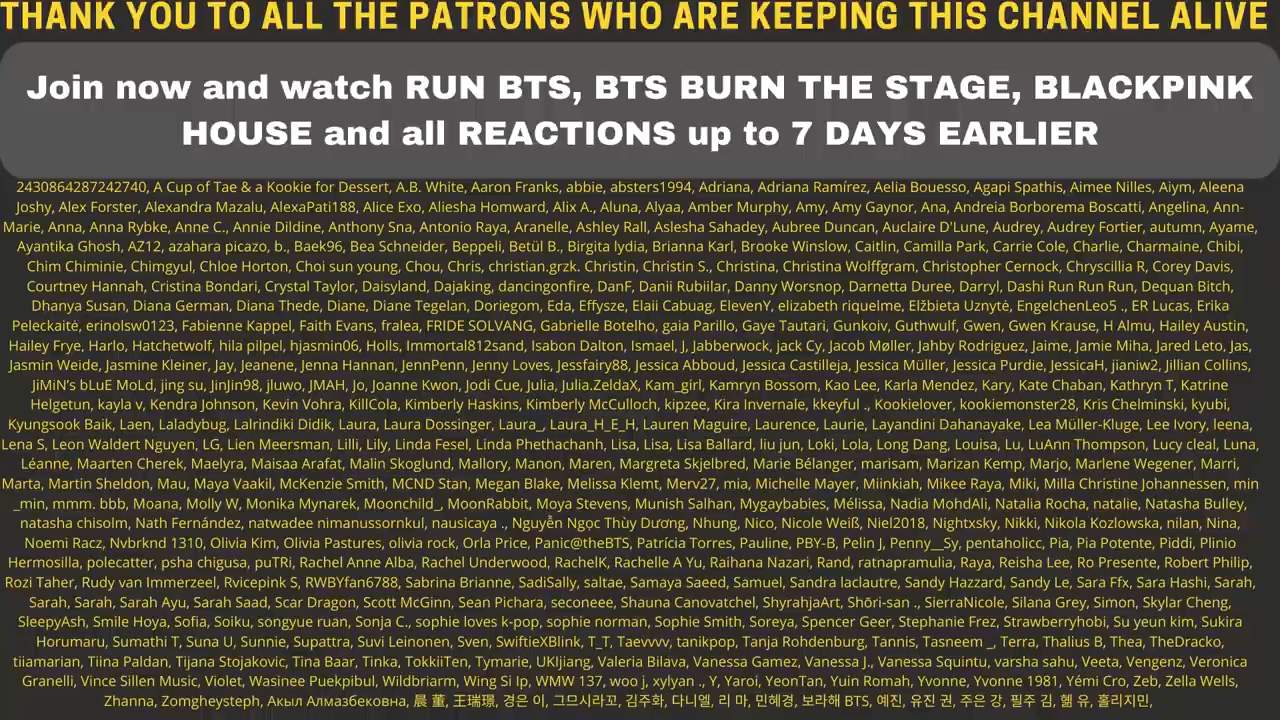 THANK YOU TO ALL THE PATRONS WHO ARE KEEPING THIS CHANNEL ALIVE
Join now and watch RUN BTS, BTS BURN THE STAGE, BLACKPINK
HOUSE and all REACTIONS up to 7 DAYS EARLIER
2430864287242740, A Cup of Tae & a Kookie for Dessert, A.B. White, Aaron Franks, abbie, absters1994, Adriana, Adriana Ramírez, Aelia Bouesso, Agapi Spathis, Aimee Nilles, Aiym, Aleena
Joshy, Alex Forster, Alexandra Mazalu, AlexaPati188, Alice Exo, Aliesha Homward, Alix A., Aluna, Alyaa, Amber Murphy, Amy, Amy Gaynor, Ana, Andreia Borborema Boscatti, Angelina, Ann-
Marie, Anna, Anna Rybke, Anne C., Annie Dildine, Anthony Sna, Antonio Raya, Aranelle, Ashley Rall, Aslesha Sahadey, Aubree Duncan, Auclaire D'Lune, Audrey, Audrey Fortier, autumn, Ayame,
Ayantika Ghosh, AZ12, azahara picazo, b., Baek96, Bea Schneider, Beppeli, Betül B., Birgita lydia, Brianna Karl, Brooke Winslow, Caitlin, Camilla Park, Carrie Cole, Charlie, Charmaine, Chibi,
Chim Chiminie, Chimgyul, Chloe Horton, Choi sun young, Chou, Chris, christian.grzk. Christin, Christin S., Christina, Christina Wolffgram, Christopher Cernock, Chryscillia R, Corey Davis,
Courtney Hannah, Cristina Bondari, Crystal Taylor, Daisyland, Dajaking, dancingonfire, DanF, Danii Rubiilar, Danny Worsnop, Darnetta Duree, Darryl, Dashi Run Run Run, Dequan Bitch,
Dhanya Susan, Diana German, Diana Thede, Diane, Diane Tegelan, Doriegom, Eda, Effysze, Elaii Cabuag, ElevenY, elizabeth riquelme, Elžbieta Uznytė, EngelchenLeo5 ., ER Lucas, Erika
Peleckaitė, erinolsw0123, Fabienne Kappel, Faith Evans, fralea, FRIDE SOLVANG, Gabrielle Botelho, gaia Parillo, Gaye Tautari, Gunkoiv, Guthwulf, Gwen, Gwen Krause, H Almu, Hailey Austin,
Hailey Frye, Harlo, Hatchetwolf, hila pilpel, hjasmin06, Holls, Immortal812sand, Isabon Dalton, Ismael, J, Jabberwock, jack Cy, Jacob Møller, Jahby Rodriguez, Jaime, Jamie Miha, Jared Leto, Jas,
Jasmin Weide, Jasmine Kleiner, Jay, Jeanene, Jenna Hannan, JennPenn, Jenny Loves, Jessfairy88, Jessica Abboud, Jessica Castilleja, Jessica Müller, Jessica Purdie, JessicaH, jianiw2, Jillian Collins,
JiMiN's bLuE MoLd, jing su, JinJin98, jluwo, JMAH, Jo, Joanne Kwon, Jodi Cue, Julia, Julia.ZeldaX, Kam_girl, Kamryn Bossom, Kao Lee, Karla Mendez, Kary, Kate Chaban, Kathryn T, Katrine
Helgetun, kayla v, Kendra Johnson, Kevin Vohra, KillCola, Kimberly Haskins, Kimberly McCulloch, kipzee, Kira Invernale, kkeyful ., Kookielover, kookiemonster28, Kris Chelminski, kyubi,
Kyungsook Baik, Laen, Laladybug, Lalrindiki Didik, Laura, Laura Dossinger, Laura_, Laura_H_E_H, Lauren Maguire, Laurence, Laurie, Layandini Dahanayake, Lea Müller-Kluge, Lee Ivory, leena,
Lena S, Leon Waldert Nguyen, LG, Lien Meersman, Lilli, Lily, Linda Fesel, Linda Phethachanh, Lisa, Lisa, Lisa Ballard, liu jun, Loki, Lola, Long Dang, Louisa, Lu, LuAnn Thompson, Lucy cleal, Luna,
Léanne, Maarten Cherek, Maelyra, Maisaa Arafat, Malin Skoglund, Mallory, Manon, Maren, Margreta Skjelbred, Marie Bélanger, marisam, Marizan Kemp, Marjo, Marlene Wegener, Marri,
Marta, Martin Sheldon, Mau, Maya Vaakil, McKenzie Smith, MCND Stan, Megan Blake, Melissa Klemt, Merv27, mia, Michelle Mayer, Miinkiah, Mikee Raya, Miki, Milla Christine Johannessen, min
_min, mmm. bbb, Moana, Molly W, Monika Mynarek, Moonchild_, MoonRabbit, Moya Stevens, Munish Salhan, Mygaybabies, Mélissa, Nadia MohdAli, Natalia Rocha, natalie, Natasha Bulley,
natasha chisolm, Nath Fernández, natwadee nimanussornkul, nausicaya ., Nguyễn Ngọc Thùy Dương, Nhung, Nico, Nicole Weiß, Niel2018, Nightxsky, Nikki, Nikola Kozlowska, nilan, Nina,
Noemi Racz, Nvbrknd 1310, Olivia Kim, Olivia Pastures, olivia rock, Orla Price, Panic@theBTS, Patrícia Torres, Pauline, PBY-B, Pelin J, Penny__Sy, pentaholicc, Pia, Pia Potente, Piddi, Plinio
Hermosilla, polecatter, psha chigusa, puTRi, Rachel Anne Alba, Rachel Underwood, RachelK, Rachelle A Yu, Raihana Nazari, Rand, ratnapramulia, Raya, Reisha Lee, Ro Presente, Robert Philip,
Rozi Taher, Rudy van Immerzeel, Rvicepink S, RWBYfan6788, Sabrina Brianne, SadiSally, saltae, Samaya Saeed, Samuel, Sandra laclautre, Sandy Hazzard, Sandy Le, Sara Ffx, Sara Hashi, Sarah,
Sarah, Sarah, Sarah Ayu, Sarah Saad, Scar Dragon, Scott McGinn, Sean Pichara, seconeee, Shauna Canovatchel, ShyrahjaArt, Shōri-san ., SierraNicole, Silana Grey, Simon, Skylar Cheng,
SleepyAsh, Smile Hoya, Sofia, Soiku, songyue ruan, Sonja C., sophie loves k-pop, sophie norman, Sophie Smith, Soreya, Spencer Geer, Stephanie Frez, Strawberryhobi, Su yeun kim, Sukira
Horumaru, Sumathi T, Suna U, Sunnie, Supattra, Suvi Leinonen, Sven, SwiftieXBlink, T_T, Taevvvv, tanikpop, Tanja Rohdenburg, Tannis, Tasneem _, Terra, Thalius B, Thea, TheDracko,
tiiamarian, Tiina Paldan, Tijana Stojakovic, Tina Baar, Tinka, TokkiiTen, Tymarie, UKIjiang, Valeria Bilava, Vanessa Gamez, Vanessa J., Vanessa Squintu, varsha sahu, Veeta, Vengenz, Veronica
Granelli, Vince Sillen Music, Violet, Wasinee Puekpibul, Wildbriarm, Wing Si Ip, WMW 137, woo j, xylyan ., Y, Yaroí, YeonTan, Yuin Romah, Yvonne, Yvonne 1981, Yémi Cro, Zeb, Zella Wells,
Zhanna, Zomgheysteph, Акыл Алмазбековна, 晨 董, 王瑞璟, 경은 이, 그므시라꼬, 김주화, 다니엘, 리 마, 민혜경, 보라해 BTS, 예진, 유진 권, 주은 강, 필주 김, 헮 유, 홀리지민,